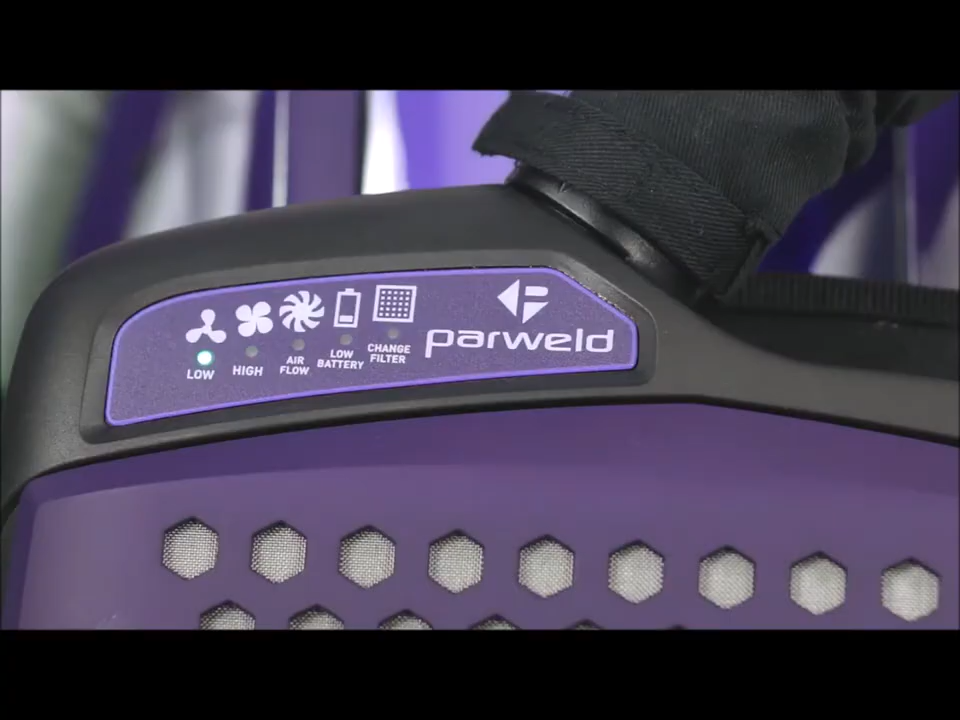 LOW
HIGH
AIR
FLOW
LOW
BATTERY
CHANGE
FILTER
parweld